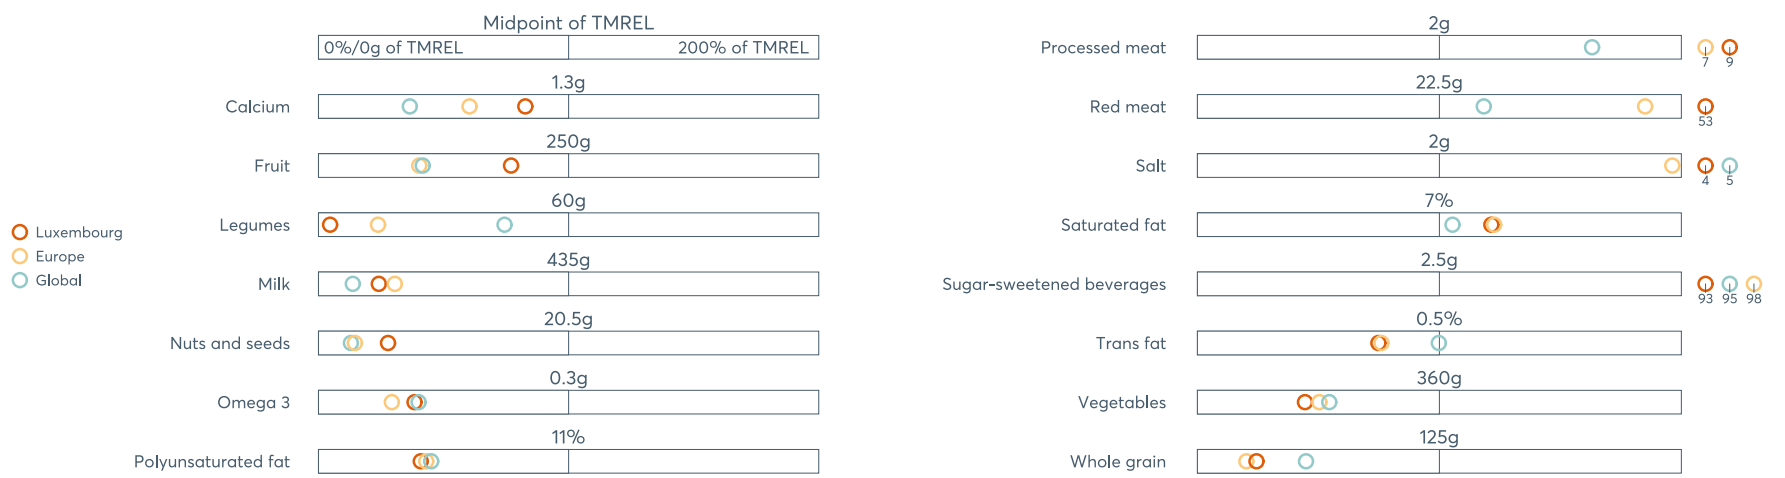 Midpoint of TMREL
0%/0g of TMREL 200% of TMREL
1.3g
Calcium
250g
Fruit
60g
Legumes
435g
Milk
20.5g
Nuts and seeds
0.3g
Omega 3
11%
Polyunsaturated fat
Luxembourg
Europe
Global
2g
Processed meat
7 9
22.5g
Red meat
53
2g
Salt
4 5
7%
Saturated fat
2.5g
Sugar-sweetened beverages
93 95 98
0.5%
Trans fat
360g
Vegetables
125g
Whole grain